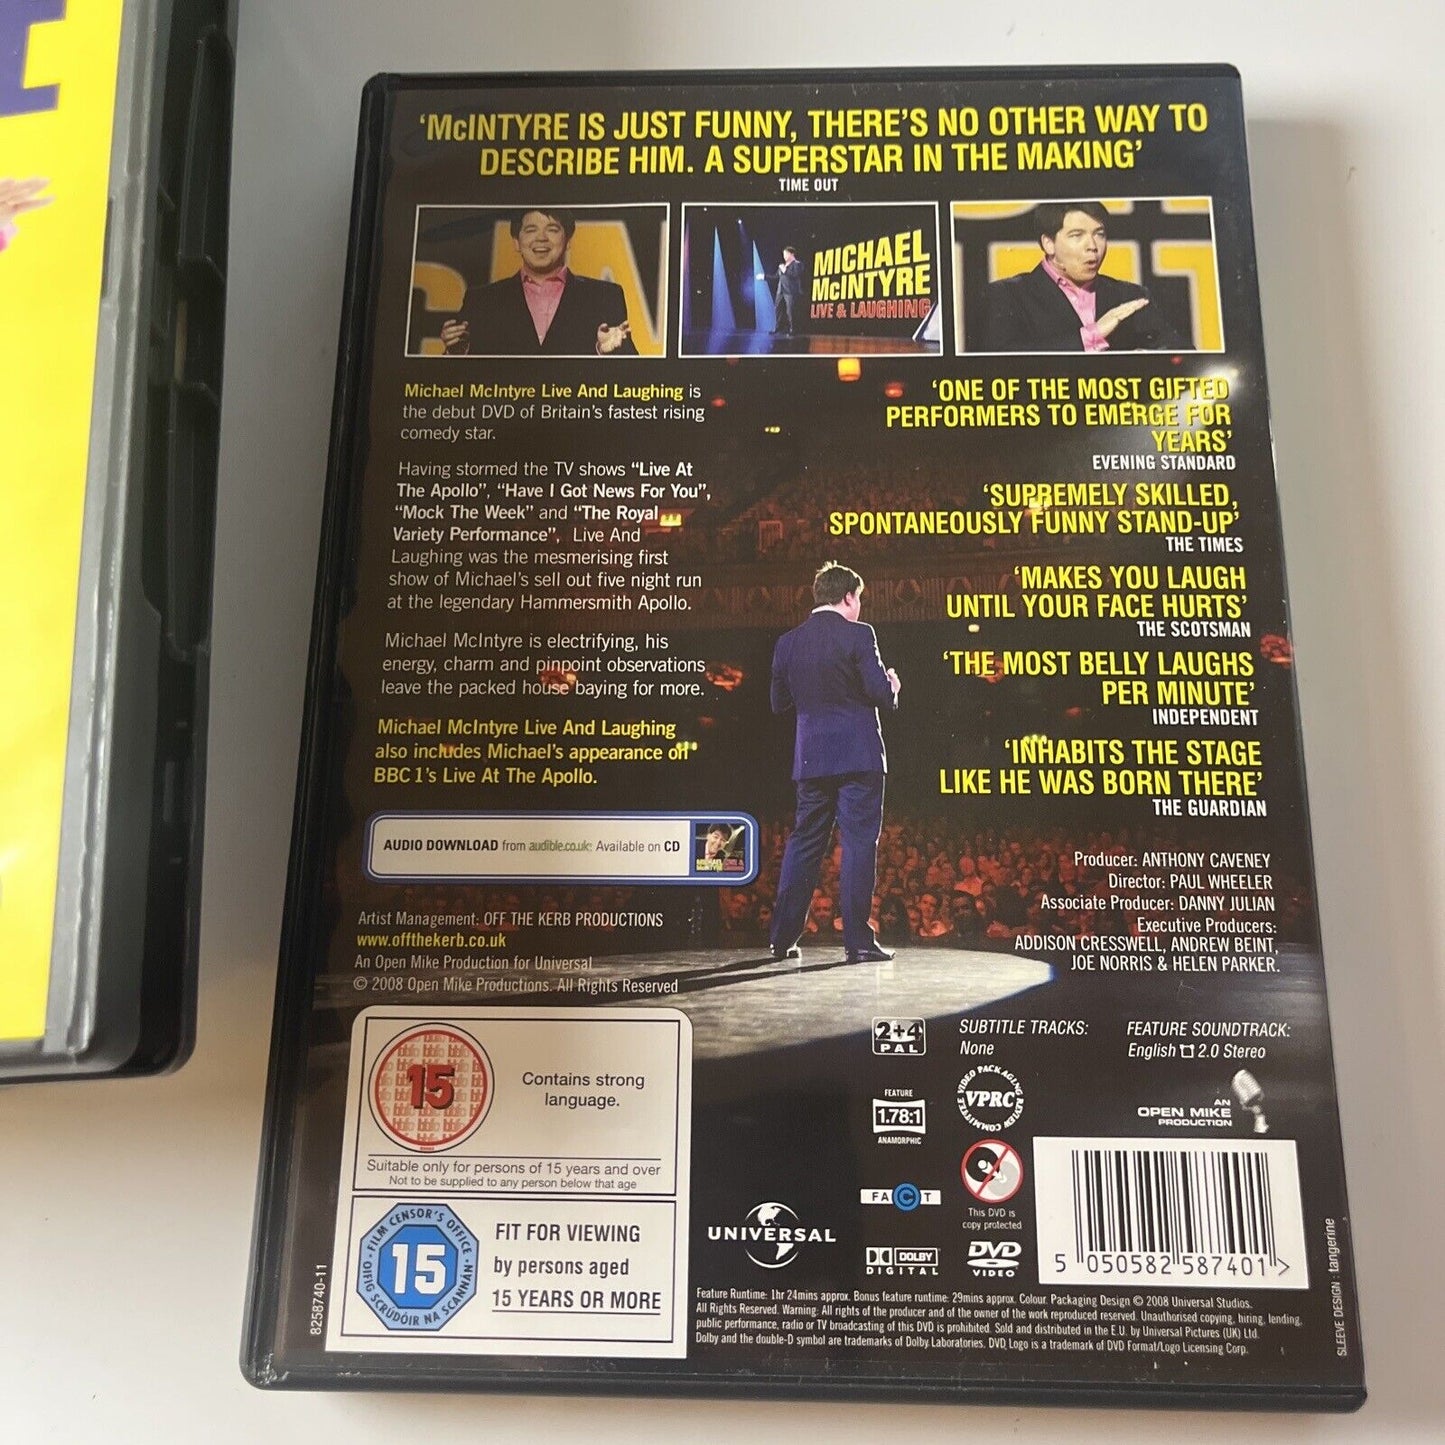 ‘McINTYRE IS JUST FUNNY, THERE’S NO OTHER WAY TO
DESCRIBE HIM. A SUPERSTAR IN THE MAKING’
TIME OUT
MICHAEL
McINTYRE
LIVE & LAUGHING
Michael McIntyre Live And Laughing is
the debut DVD of Britain’s fastest rising
comedy star.
Having stormed the TV shows “Live At
The Apollo”, “Have I Got News For You”,
“Mock The Week” and “The Royal
Variety Performance”, Live And
Laughing was the mesmerising first
show of Michael’s sell out five night run
at the legendary Hammersmith Apollo.
Michael McIntyre is electrifying, his
energy, charm and pinpoint observations
leave the packed house baying for more.
Michael McIntyre Live And Laughing
also includes Michael’s appearance on
BBC 1’s Live At The Apollo.
‘ONE OF THE MOST GIFTED
PERFORMERS TO EMERGE FOR
YEARS’
EVENING STANDARD
‘SUPREMELY SKILLED,
SPONTANEOUSLY FUNNY STAND-UP’
THE TIMES
‘MAKES YOU LAUGH
UNTIL YOUR FACE HURTS’
THE SCOTSMAN
‘THE MOST BELLY LAUGHS
PER MINUTE’
INDEPENDENT
‘INHABITS THE STAGE
LIKE HE WAS BORN THERE’
THE GUARDIAN
AUDIO DOWNLOAD from audible.co.uk Available on CD
MICHAEL
McINTYRE
Artist Management: OFF THE KERB PRODUCTIONS
www.offthekerb.co.uk
An Open Mike Production for Universal
© 2008 Open Mike Productions. All Rights Reserved
Producer: ANTHONY CAVENEY
Director: PAUL WHEELER
Associate Producer: DANNY JULIAN
Executive Producers:
ADDISON CRESSWELL, ANDREW BEINT,
JOE NORRIS & HELEN PARKER.
15
Contains strong
language.
Suitable only for persons of 15 years and over
Not to be supplied to any person below that age
FILM CENSOR’S OFFICE
OIFIG SCRÚDÓIR NA SCANNÁN
15
FIT FOR VIEWING
by persons aged
15 YEARS OR MORE
8258740-11
2+4
PAL
SUBTITLE TRACKS:
None
FEATURE SOUNDTRACK:
English 2.0 Stereo
FEATURE
1.78:1
ANAMORPHIC
VIDEO PACKAGING REVIEW COMMITTEE
VPRC
AN
OPEN MIKE
PRODUCTION
FACT
This DVD is
copy protected
UNIVERSAL
DOLBY
DIGITAL
DVD
VIDEO
5 050582 587401 >
SLEEVE DESIGN : tangerine
Feature Runtime: 1hr 24mins approx. Bonus feature runtime: 29mins approx. Colour. Packaging Design © 2008 Universal Studios.
All Rights Reserved. Warning. All rights of the producer and of the owner of the work reproduced reserved. Unauthorised copying, hiring, lending,
public performance, radio or TV broadcasting of this DVD is prohibited. Sold and distributed in the E.U. by Universal Pictures (UK) Ltd.
Dolby and the double-D symbol are trademarks of Dolby Laboratories. DVD Logo is a trademark of DVD Format/Logo Licensing Corp.